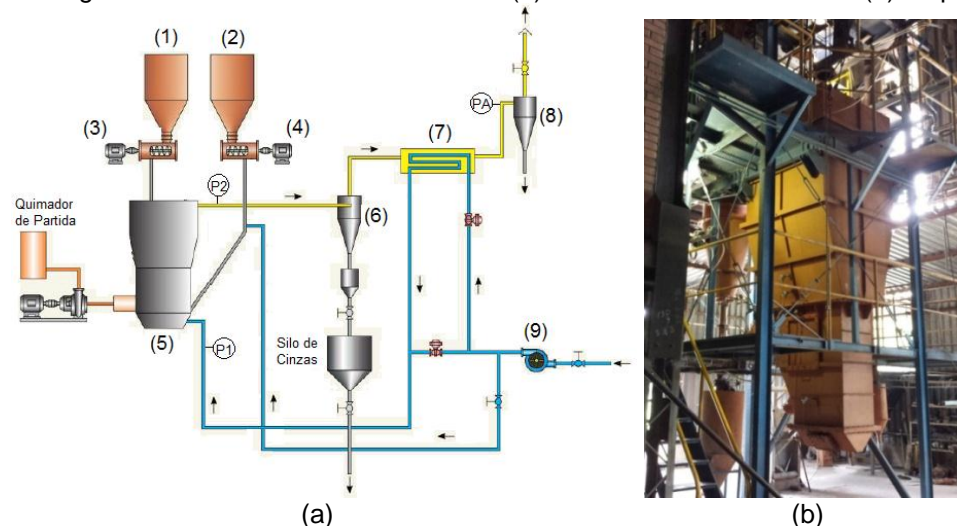 (1)
(2)
(3)
(4)
PA
(8)
(7)
P2
Quimador
de Partida
(6)
(5)
P1
Silo de
Cinzas
(9)
(a)
(b)